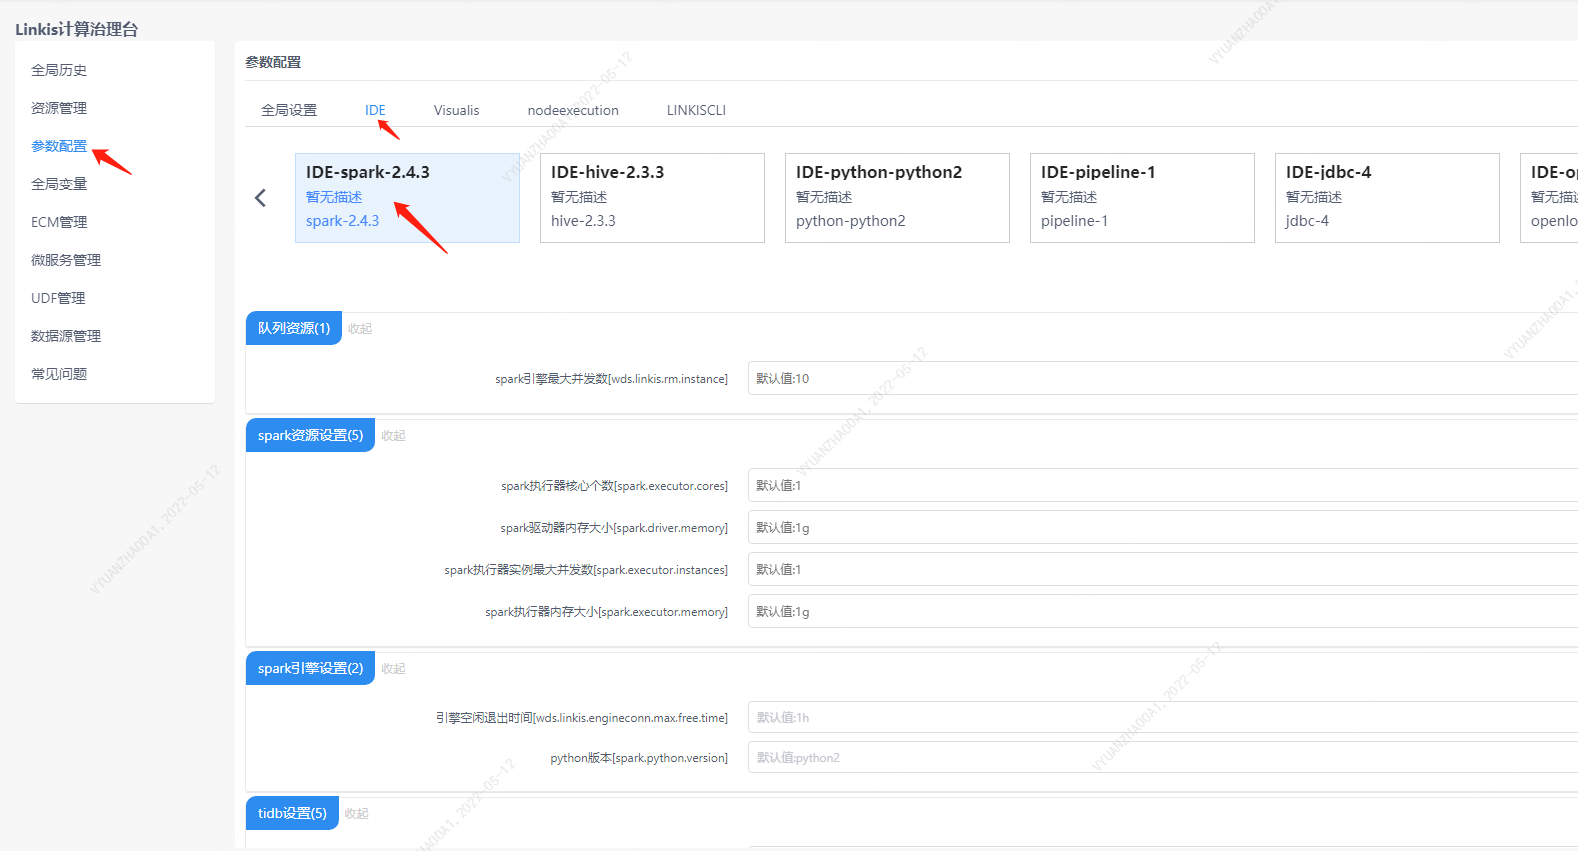 Linkis计算治理台
全局历史
资源管理
参数配置
全局变量
ECM管理
微服务管理
UDF管理
数据源管理
常见问题
参数配置
全局设置 IDE Visualis nodeexecution LINKISCLI
IDE-spark-2.4.3
暂无描述
spark-2.4.3
IDE-hive-2.3.3
暂无描述
hive-2.3.3
IDE-python-python2
暂无描述
python-python2
IDE-pipeline-1
暂无描述
pipeline-1
IDE-jdbc-4
暂无描述
jdbc-4
IDE-op
暂无描述
openlo
队列资源(1) 收起
spark引擎最大并发数[wds.linkis.rm.instance] 默认值:10
spark资源设置(5) 收起
spark执行器核心个数[spark.executor.cores] 默认值:1
spark驱动器内存大小[spark.driver.memory] 默认值:1g
spark执行器实例最大并发数[spark.executor.instances] 默认值:1
spark执行器内存大小[spark.executor.memory] 默认值:1g
spark引擎设置(2) 收起
引擎空闲退出时间[wds.linkis.engineconn.max.free.time] 默认值:1h
python版本[spark.python.version] 默认值:python2
tidb设置(5) 收起
VYUANZHAOOA1, 2022-05-12
VYUANZHAOOA1, 2022-05-12
VYUANZHAOOA1, 2022-05-12
VYUANZHAOOA1, 2022-05-12